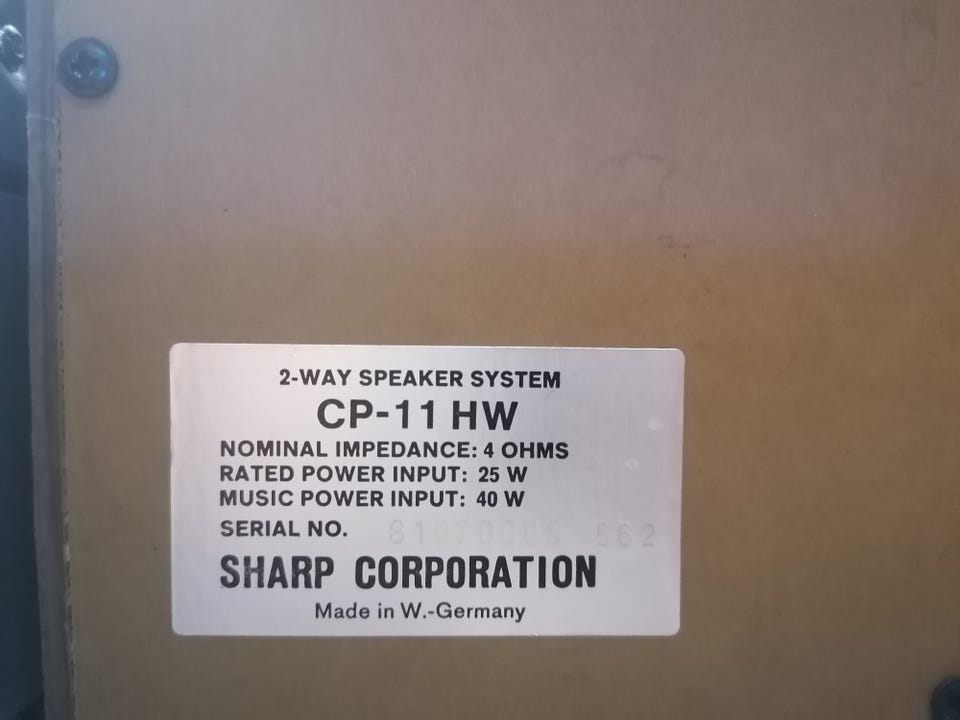 2-WAY SPEAKER SYSTEM
CP-11 HW
NOMINAL IMPEDANCE: 4 OHMS
RATED POWER INPUT: 25 W
MUSIC POWER INPUT: 40 W
SERIAL NO. 562
SHARP CORPORATION
Made in W.-Germany